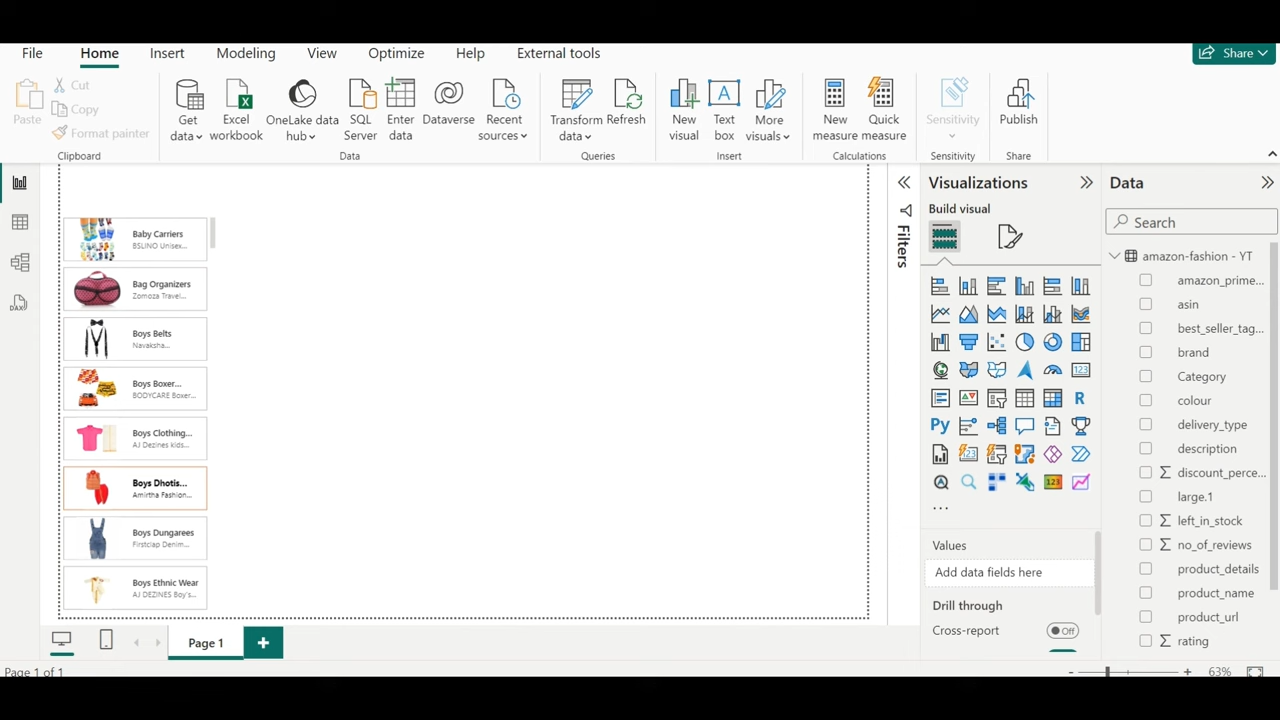 File Home Insert Modeling View Optimize Help External tools Share
Paste Cut
Copy
Format painter
Get data
Excel workbook
OneLake data hub
SQL Server
Enter data
Dataverse
Recent sources
Transform data
Refresh
New visual
Text box
More visuals
New measure
Quick measure
Sensitivity
Publish
Clipboard Data Queries Insert Calculations Sensitivity Share
Baby Carriers
BSLINO Unisex...
Bag Organizers
Zomoza Travel...
Boys Belts
Navaksha...
Boys Boxer...
BODYCARE Boxer...
Boys Clothing...
AJ Dezines kids...
Boys Dhotis...
Amirtha Fashion...
Boys Dungarees
Firstclap Denim...
Boys Ethnic Wear
AJ DEZINES Boy's...
Filters
Visualizations
Build visual
123
R
Py
123
Values
Add data fields here
Drill through
Cross-report Off
Data
Search
amazon-fashion - YT
amazon_prime...
asin
best_seller_tag...
brand
Category
colour
delivery_type
description
Σ discount_perce...
large.1
Σ left_in_stock
Σ no_of_reviews
product_details
product_name
product_url
Σ rating
Page 1
Page 1 of 1
- + 63%